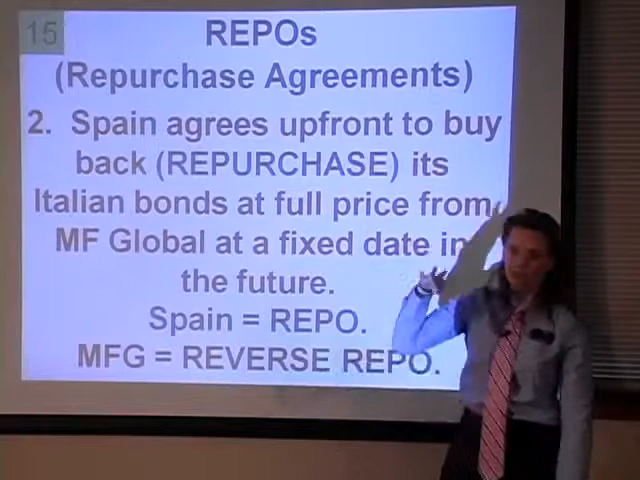 15
REPOs
(Repurchase Agreements)
2. Spain agrees upfront to buy
back (REPURCHASE) its
Italian bonds at full price from
MF Global at a fixed date in
the future.
Spain = REPO.
MFG = REVERSE REPO.